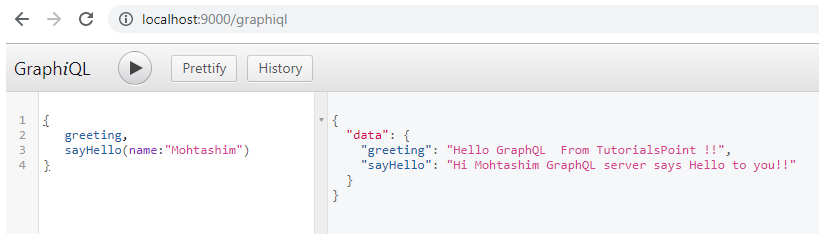 localhost:9000/graphiql
GraphiQL
Prettify
History
1 {
2 greeting,
3 sayHello(name:"Mohtashim")
4 }
{
"data": {
"greeting": "Hello GraphQL  From TutorialsPoint !!",
"sayHello": "Hi Mohtashim GraphQL server says Hello to you!!"
}
}